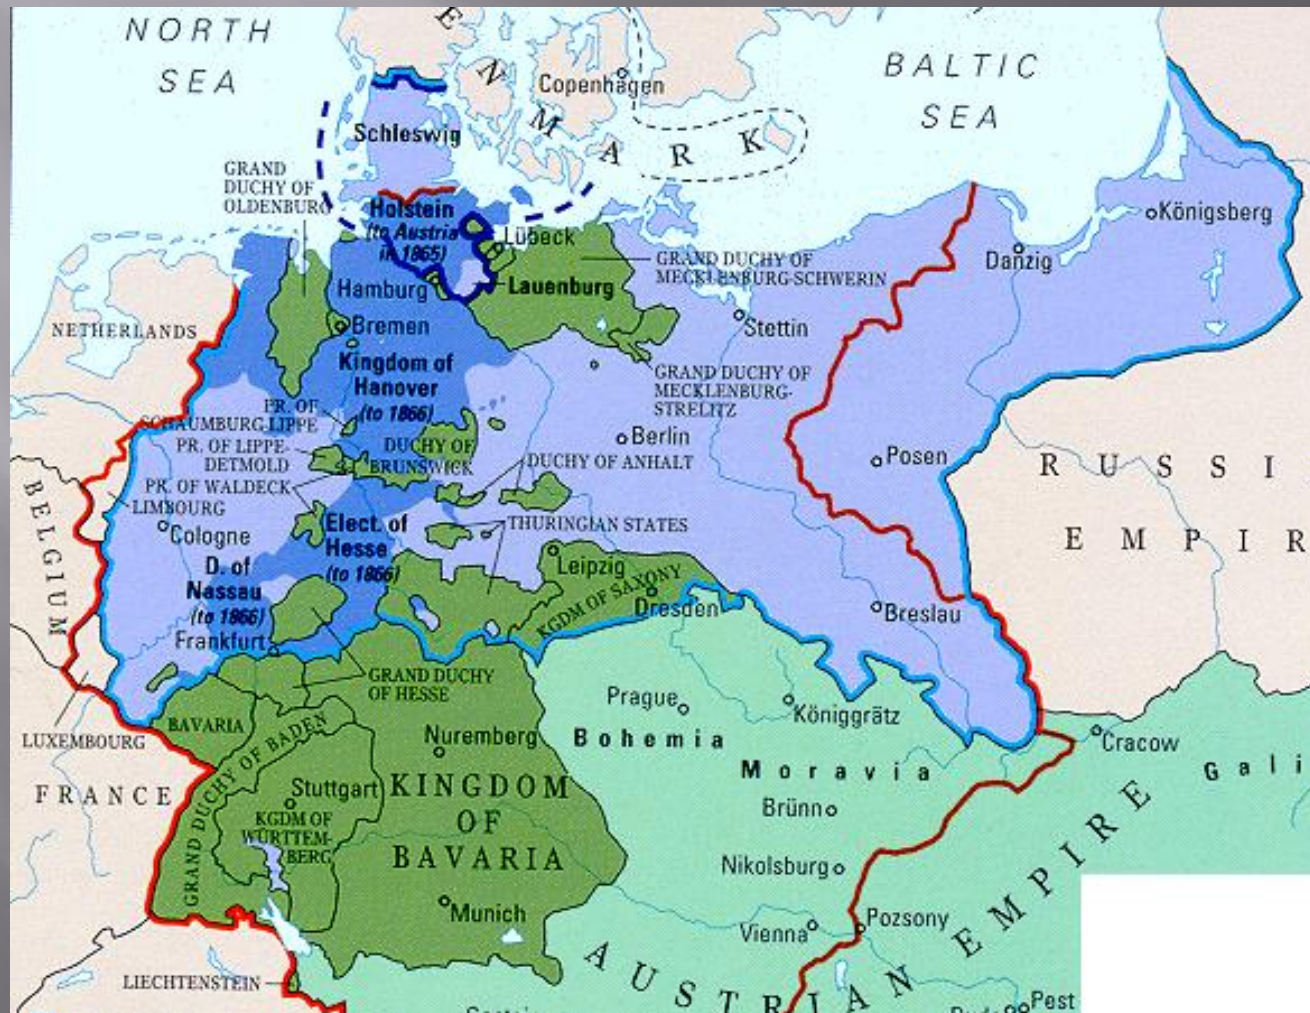 NORTH
SEA
BALTIC
SEA
DENMARK
Copenhagen
Schleswig
GRAND
DUCHY OF
OLDENBURG
Holstein
(to Austria
in 1865)
Lübeck
Königsberg
Danzig
GRAND DUCHY OF
MECKLENBURG-SCHWERIN
Hamburg
Lauenburg
NETHERLANDS
Bremen
Stettin
Kingdom of
Hanover
(to 1866)
GRAND DUCHY OF
MECKLENBURG-
STRELITZ
PR. OF
SCHAUMBURG-LIPPE
PR. OF LIPPE-
DETMOLD
DUCHY OF
BRUNSWICK
Berlin
DUCHY OF ANHALT
Posen
RUSSI
EMPIR
PR. OF WALDECK
LIMBOURG
BELGIUM
Cologne
Elect. of
Hesse
(to 1866)
THURINGIAN STATES
D. of
Nassau
(to 1866)
Leipzig
KGDM OF SAXONY
Dresden
Breslau
Frankfurt
GRAND DUCHY
OF HESSE
Prague
Königgrätz
LUXEMBOURG
BAVARIA
Nuremberg
Bohemia
Cracow
Moravia
Gali
FRANCE
GRAND DUCHY OF BADEN
Stuttgart
KINGDOM
OF
BAVARIA
KGDM OF
WÜRTTEM-
BERG
Brünn
Nikolsburg
Munich
Vienna
Pozsony
AUSTRIAN EMPIRE
LIECHTENSTEIN
Pest